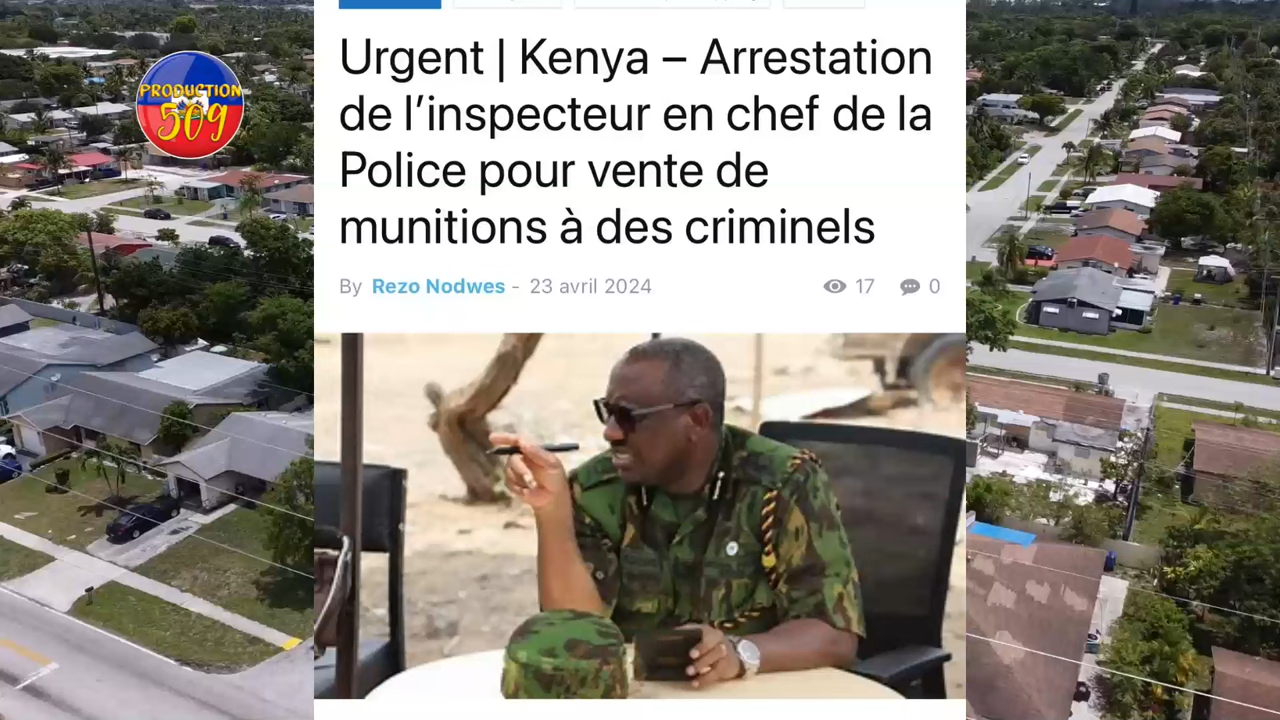 PRODUCTION
509
Urgent | Kenya – Arrestation
de l’inspecteur en chef de la
Police pour vente de
munitions à des criminels
By Rezo Nodwes - 23 avril 2024 17 0